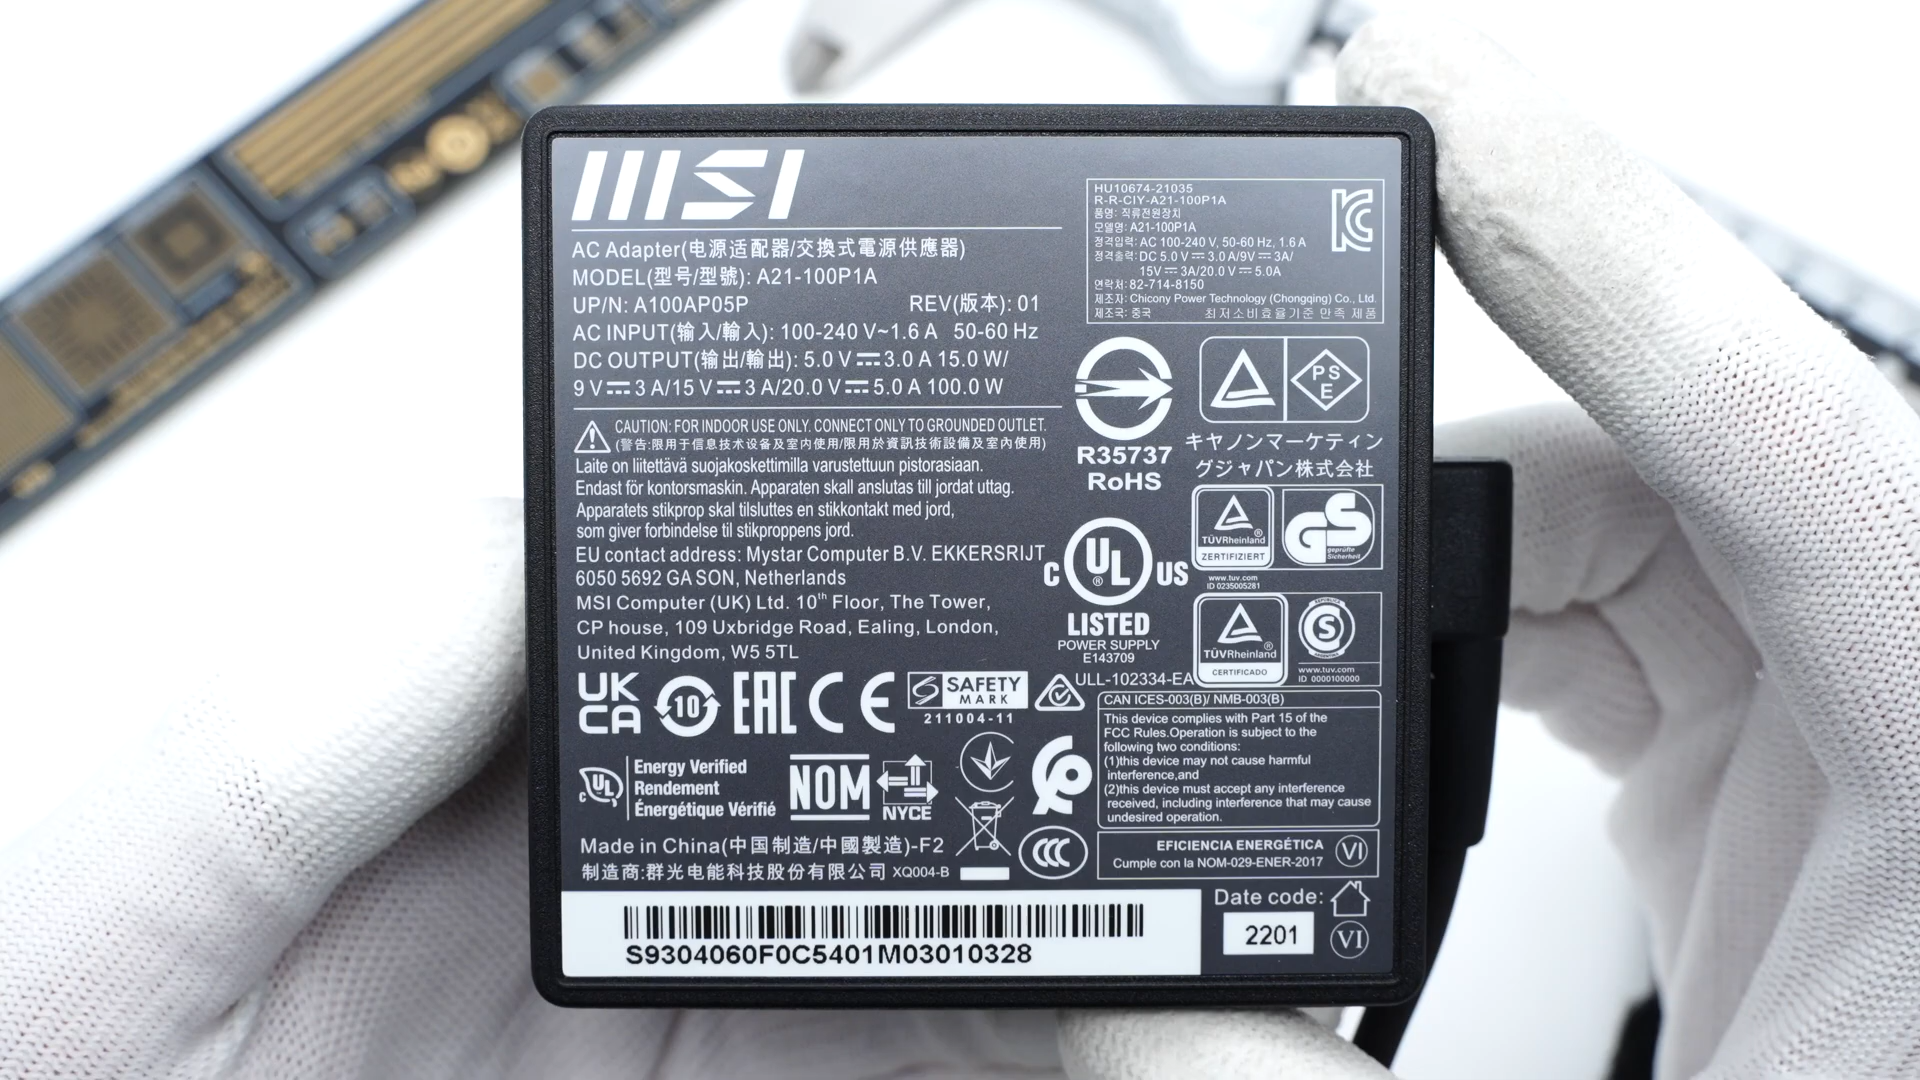 msi
AC Adapter(电源适配器/交換式電源供應器)
MODEL(型号/型號): A21-100P1A
UP/N: A100AP05P REV(版本): 01
AC INPUT(输入/輸入): 100-240 V~1.6 A 50-60 Hz
DC OUTPUT(输出/輸出): 5.0 V⎓3.0 A 15.0 W/
9 V⎓3 A/15 V⎓3 A/20.0 V⎓5.0 A 100.0 W
CAUTION: FOR INDOOR USE ONLY. CONNECT ONLY TO GROUNDED OUTLET.
(警告:限用于信息技术设备及室内使用/限用於資訊技術設備及室內使用)
Laite on liitettävä suojakoskettimilla varustettuun pistorasiaan.
Endast för kontorsmaskin. Apparaten skall anslutas till jordat uttag.
Apparatets stikprop skal tilsluttes en stikkontakt med jord,
som giver forbindelse til stikproppens jord.
EU contact address: Mystar Computer B.V. EKKERSRIJT
6050 5692 GA SON, Netherlands
MSI Computer (UK) Ltd. 10th Floor, The Tower,
CP house, 109 Uxbridge Road, Ealing, London,
United Kingdom, W5 5TL
UK
CA
10
EAC
CE
SAFETY
MARK
211004-11
c UL
Energy Verified
Rendement
Énergétique Vérifié
NOM
NYCE
Made in China(中国制造/中國製造)-F2
制造商:群光电能科技股份有限公司 XQ004-B
CCC
S9304060F0C5401M03010328
HU10674-21035
R-R-CIY-A21-100P1A
품명: 직류전원장치
모델명: A21-100P1A
정격입력: AC 100-240 V, 50-60 Hz, 1.6 A
정격출력: DC 5.0 V⎓3.0 A/9V⎓3A/
15V⎓3A/20.0 V⎓5.0A
연락처: 82-714-8150
제조자: Chicony Power Technology (Chongqing) Co., Ltd.
제조국: 중국 최저소비효율기준 만족 제품
R35737
RoHS
PS
E
キヤノンマーケティン
グジャパン株式会社
TÜVRheinland®
ZERTIFIZIERT
GS
geprüfte
Sicherheit
www.tuv.com
ID 0235005281
C UL® US
LISTED
POWER SUPPLY
E143709
ULL-102334-EA
TÜVRheinland®
CERTIFICADO
S
www.tuv.com
ID 0000100000
CAN ICES-003(B)/ NMB-003(B)
This device complies with Part 15 of the
FCC Rules.Operation is subject to the
following two conditions:
(1)this device may not cause harmful
interference,and
(2)this device must accept any interference
received, including interference that may cause
undesired operation.
EFICIENCIA ENERGÉTICA
Cumple con la NOM-029-ENER-2017
VI
Date code:
2201
VI